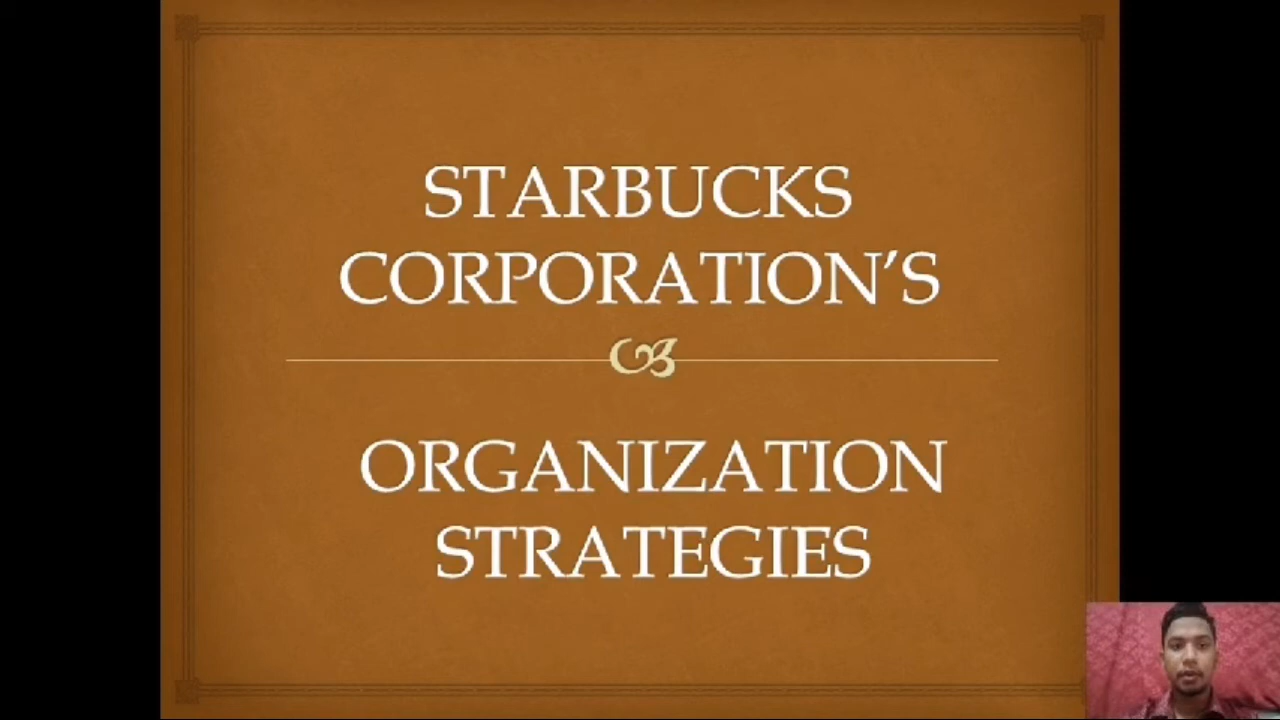 STARBUCKS
CORPORATION’S
ORGANIZATION
STRATEGIES